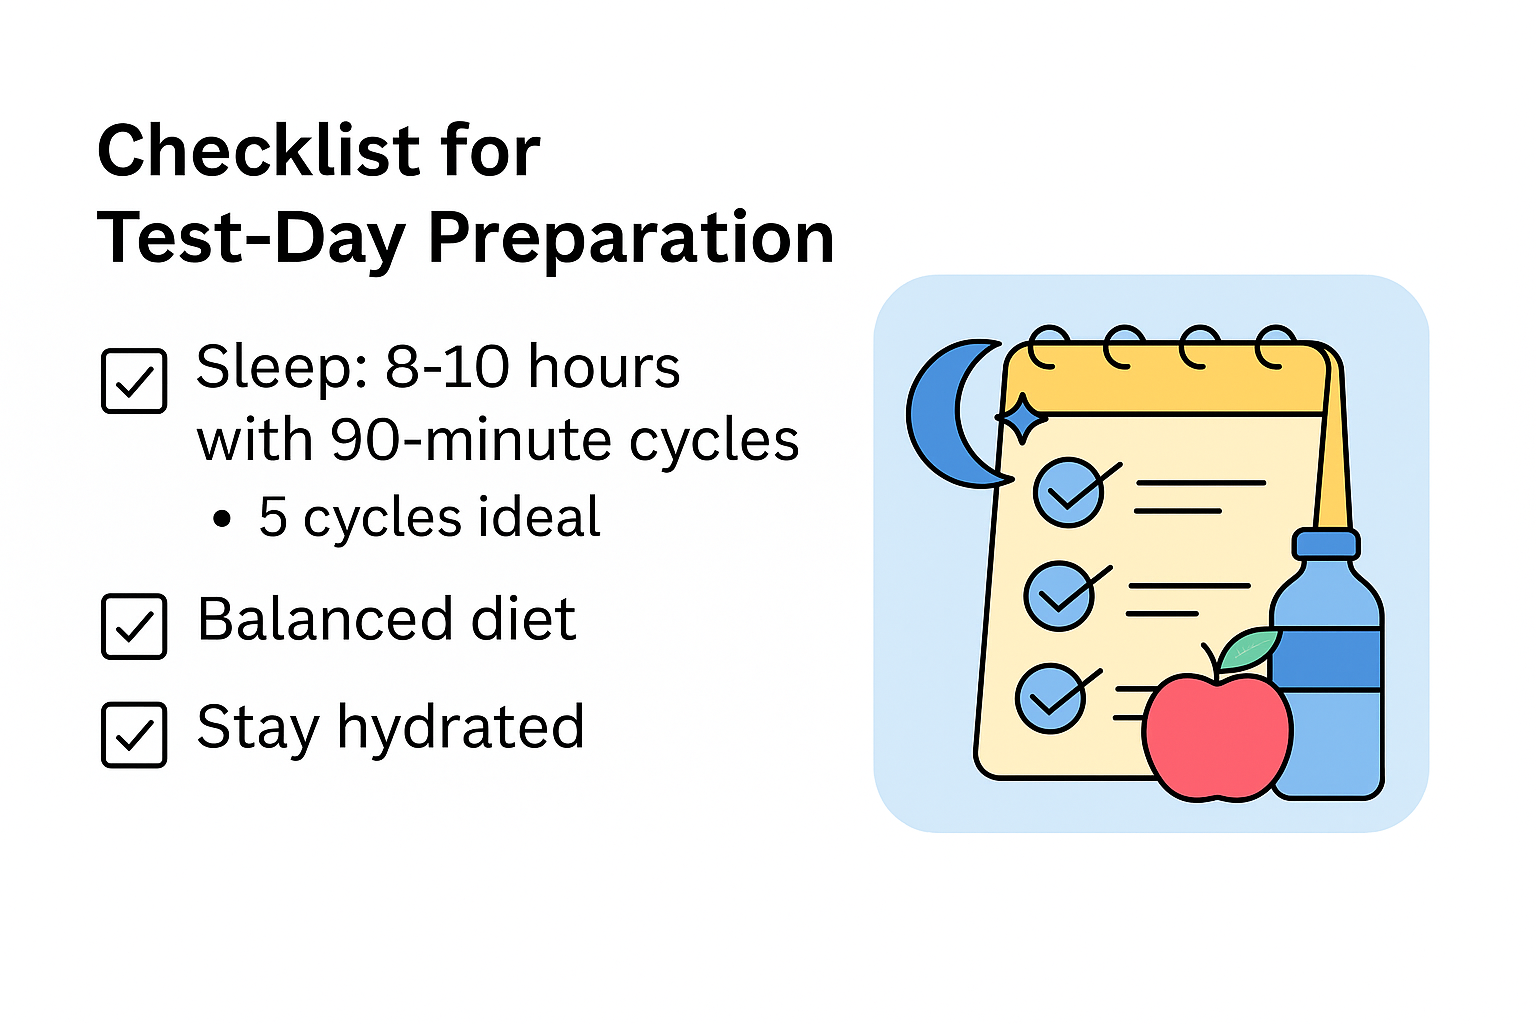 Checklist for
Test-Day Preparation
Sleep: 8-10 hours
with 90-minute cycles
• 5 cycles ideal
Balanced diet
Stay hydrated